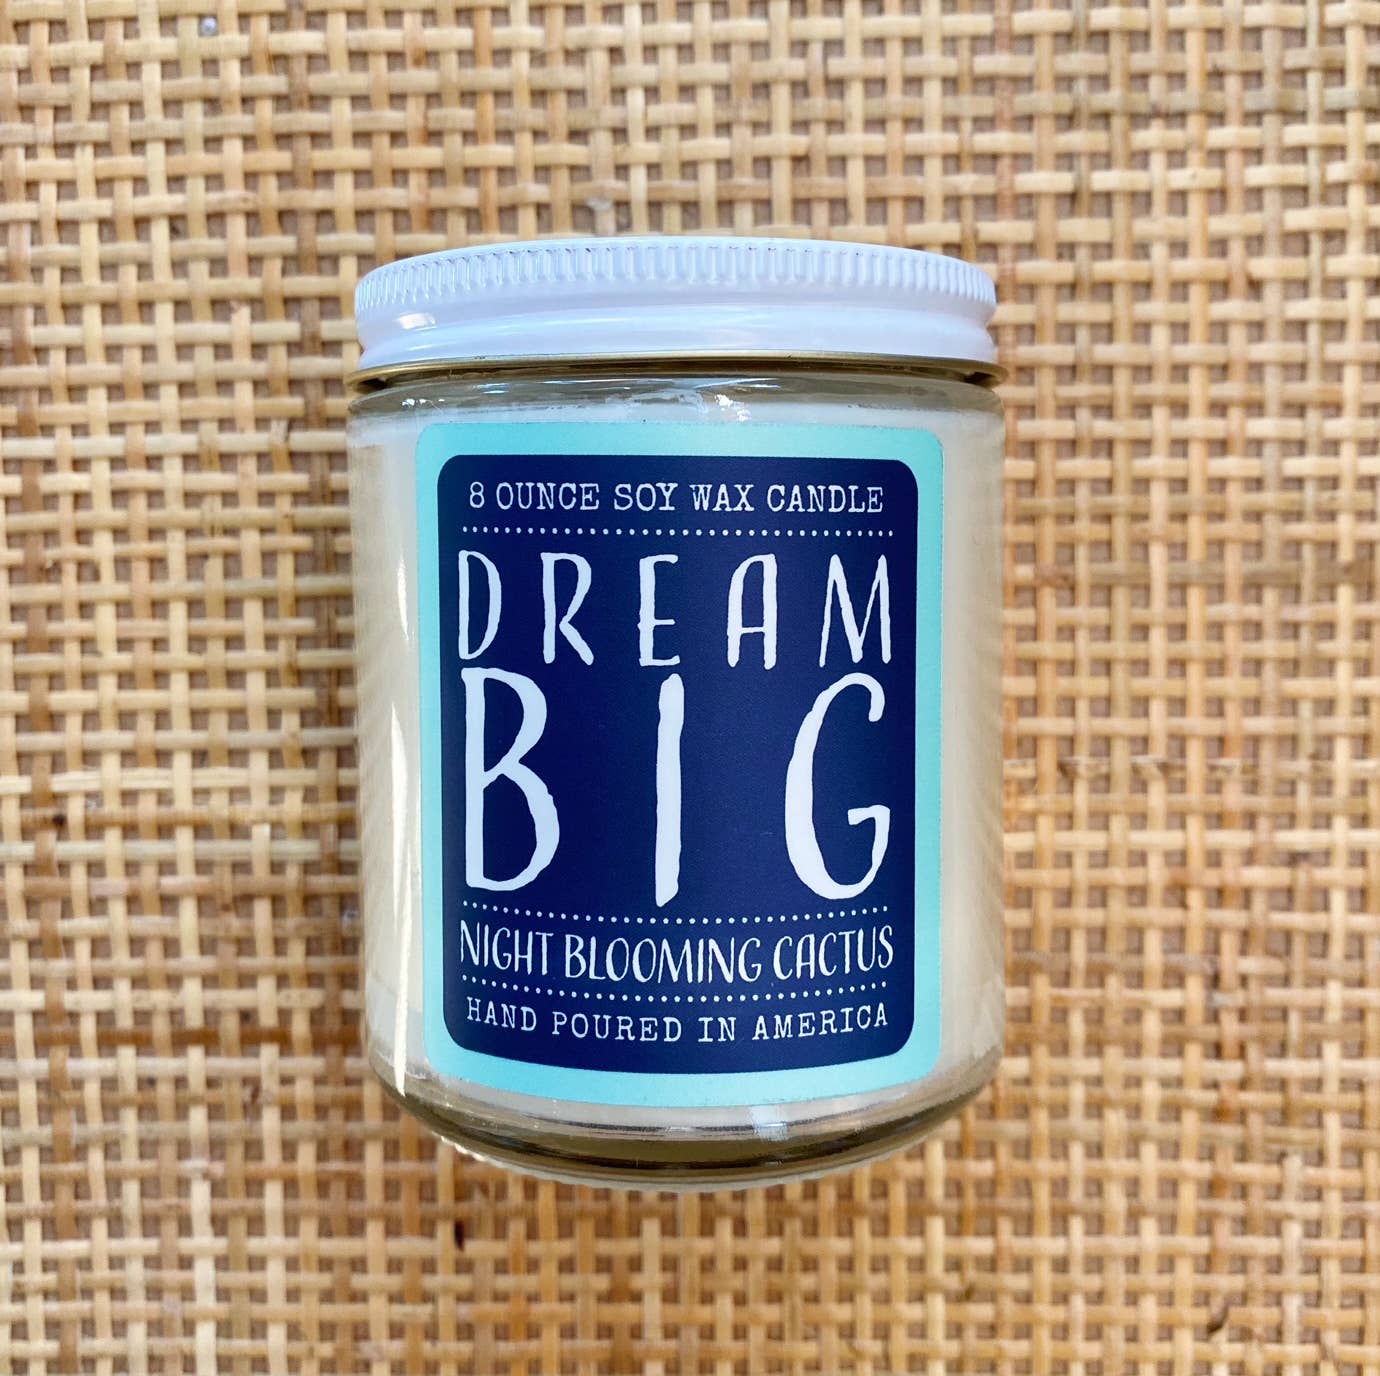 8 OUNCE SOY WAX CANDLE
DREAM
BIG
NIGHT BLOOMING CACTUS
HAND POURED IN AMERICA